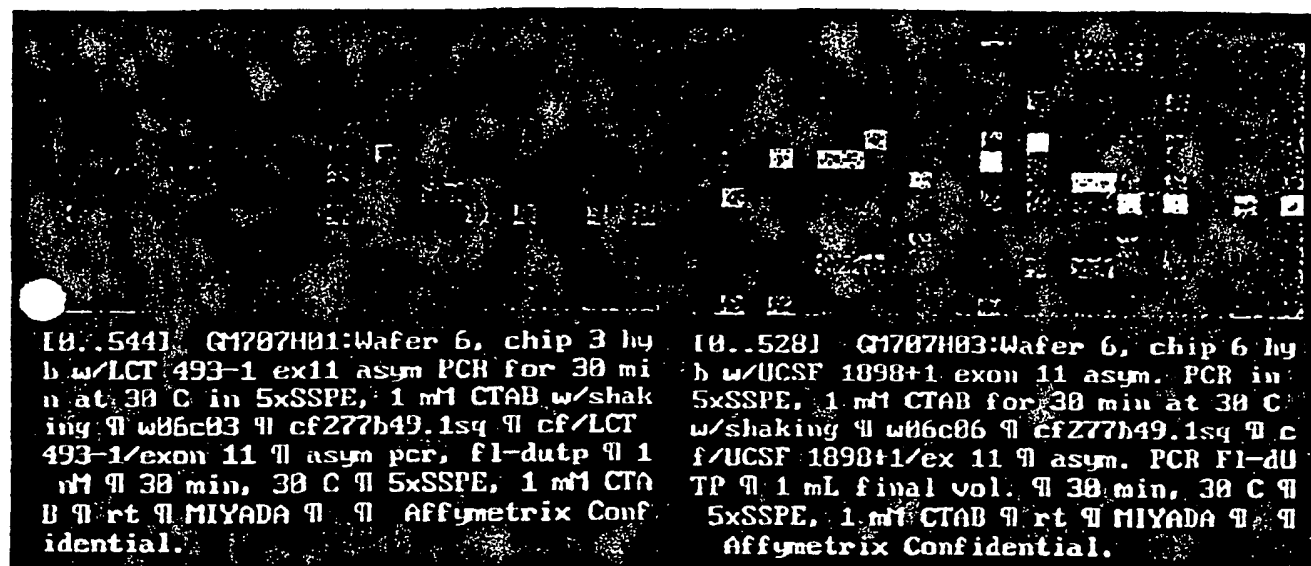 [0..544] GM707H01:Wafer 6, chip 3 hy
b w/LCT 493-1 ex11 asym PCR for 30 mi
n at 30 C in 5xSSPE, 1 mM CTAB w/shak
ing ¶ w06c03 ¶ cf277b49.1sq ¶ cf/LCT
493-1/exon 11 ¶ asym pcr, fl-dutp ¶ 1
nM ¶ 30 min, 30 C ¶ 5xSSPE, 1 mM CTA
B ¶ rt ¶ MIYADA ¶ ¶ Affymetrix Conf
idential.
[0..528] GM707H03:Wafer 6, chip 6 hy
b w/UCSF 1898+1 exon 11 asym. PCR in
5xSSPE, 1 mM CTAB for 30 min at 30 C
w/shaking ¶ w06c06 ¶ cf277b49.1sq ¶ c
f/UCSF 1898+1/ex 11 ¶ asym. PCR Fl-dU
TP ¶ 1 mL final vol. ¶ 30 min, 30 C ¶
5xSSPE, 1 mM CTAB ¶ rt ¶ MIYADA ¶ ¶
Affymetrix Confidential.